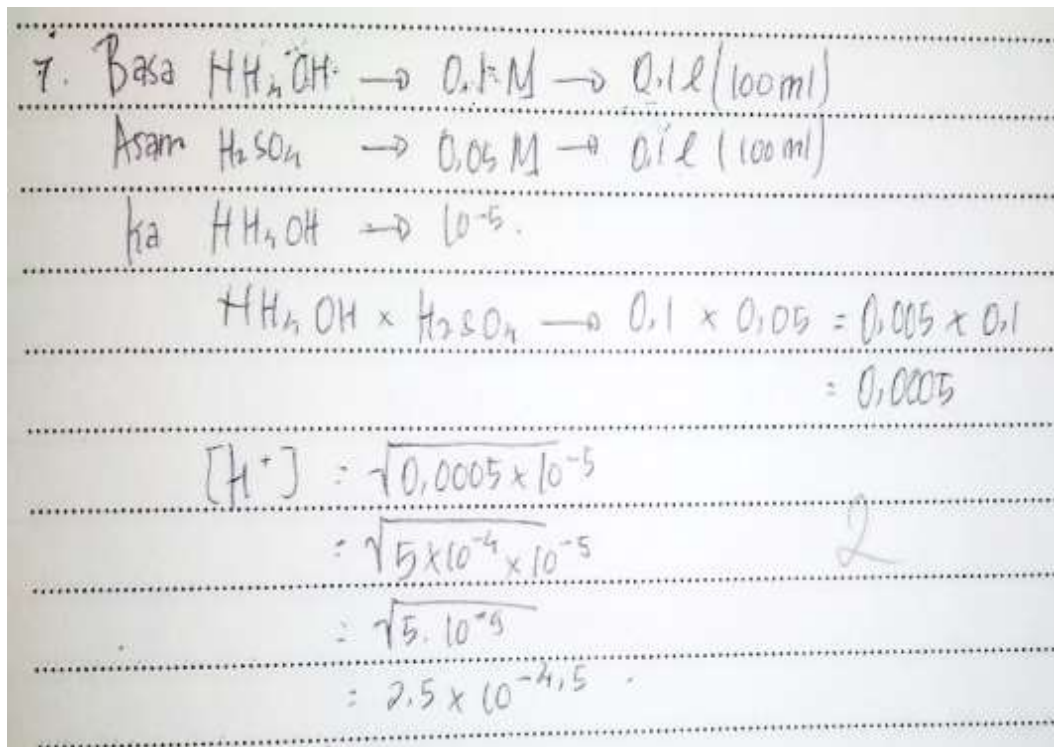 7. Basa HH₄OH → 0.1 M → 0.1 l (100 ml)
Asam H₂SO₄ → 0,05 M → 0,1 l (100 ml)
Ka HH₄OH → 10⁻⁵.
HH₄OH × H₂SO₄ → 0,1 × 0,05 = 0,005 × 0,1
= 0,0005
[H⁺] = √0,0005 × 10⁻⁵
= √5 × 10⁻⁴ × 10⁻⁵
2
= √5. 10⁻⁹
= 2.5 × 10⁻⁴,⁵